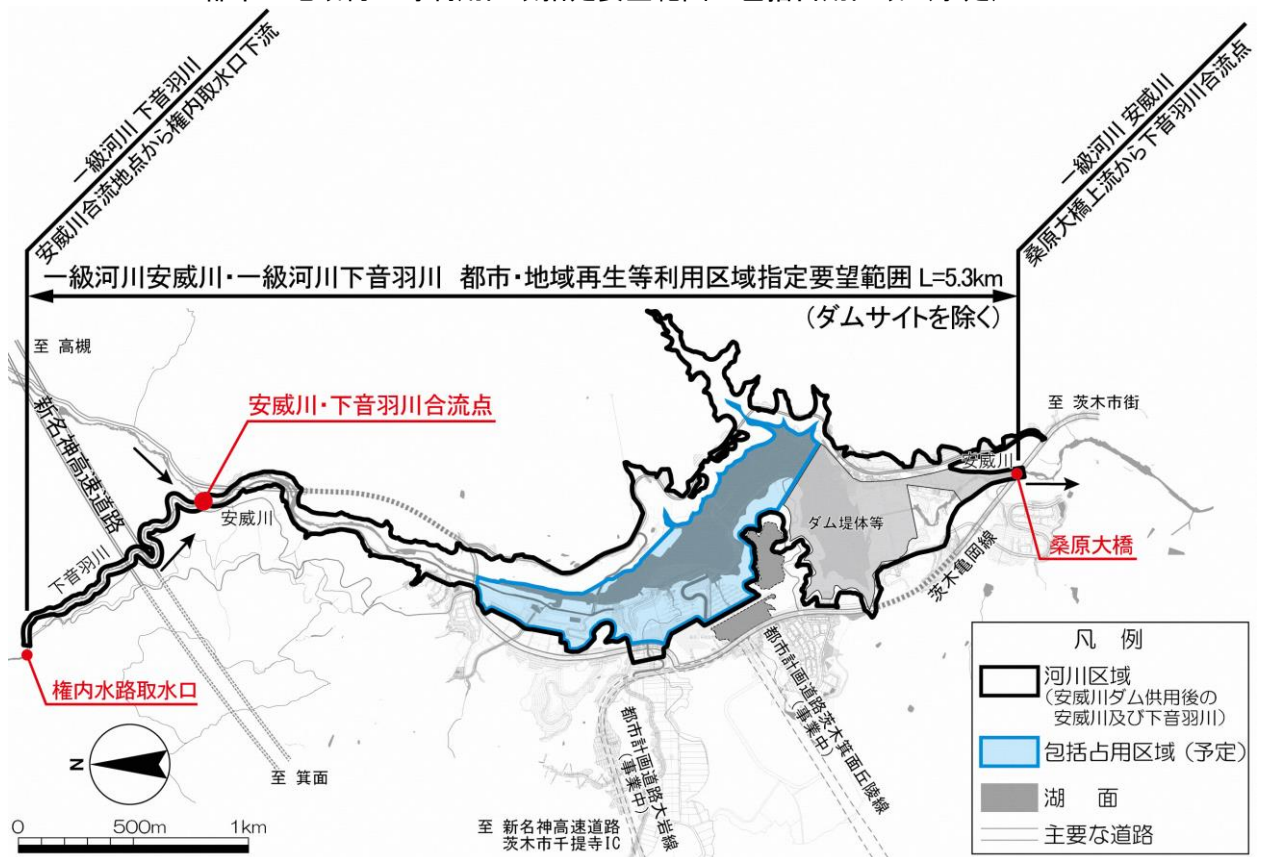 一級河川 下音羽川
安威川合流地点から権内取水口下流
一級河川 安威川
桑原大橋上流から下音羽川合流点
一級河川安威川・一級河川下音羽川 都市・地域再生等利用区域指定要望範囲 L=5.3km
(ダムサイトを除く)
至 高槻
新名神高速道路
安威川・下音羽川合流点
至 茨木市街
安威川
安威川
下音羽川
ダム堤体等
桑原大橋
茨木亀岡線
権内水路取水口
都市計画道路大岩線
(事業中)
都市計画道路茨木箕面丘陵線
(事業中)
N
至 箕面
0 500m 1km
至 新名神高速道路
茨木市千提寺IC
凡 例
河川区域
(安威川ダム供用後の
安威川及び下音羽川)
包括占用区域 (予定)
湖 面
主要な道路